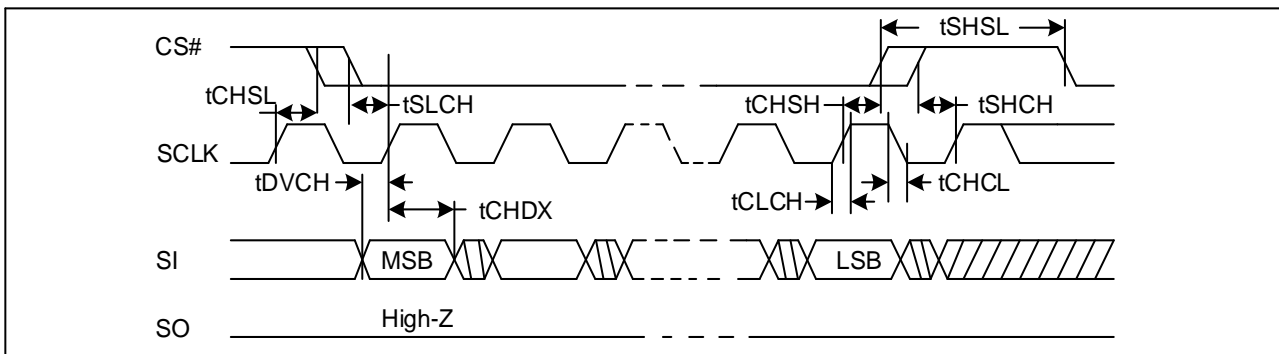 CS#
tSHSL
tCHSL
tSLCH
tCHSH
tSHCH
SCLK
tDVCH
tCHDX
tCLCH
tCHCL
SI
MSB
LSB
SO
High-Z